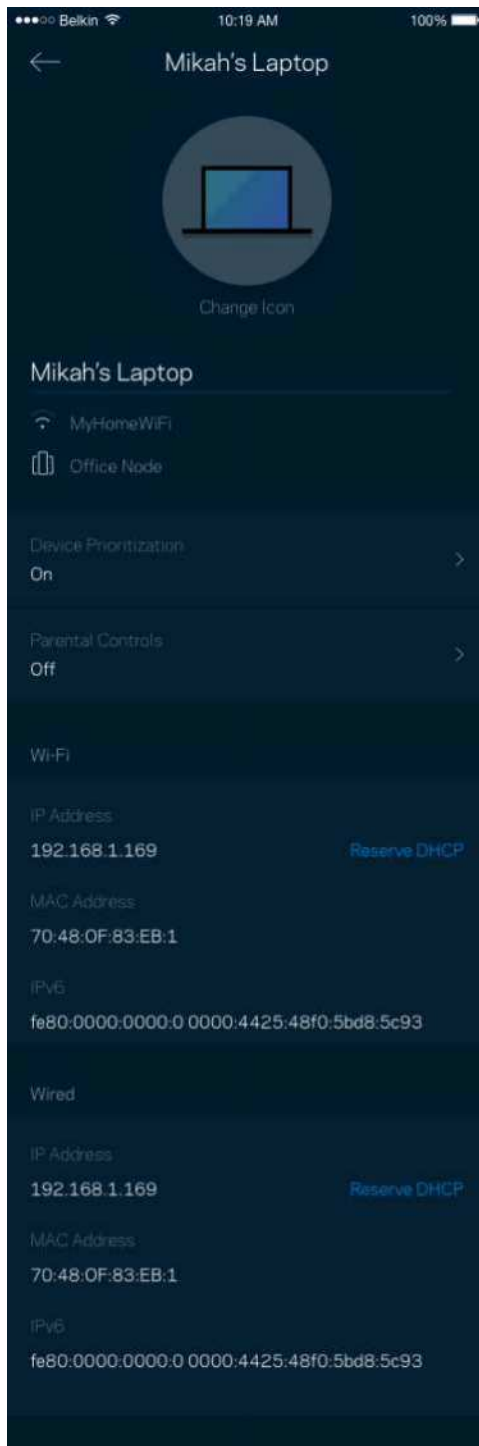 Belkin 10:19 AM 100%
Mikah's Laptop
Change Icon
Mikah's Laptop
MyHomeWiFi
Office Node
Device Prioritization
On
Parental Controls
Off
Wi-Fi
IP Address
192.168.1.169 Reserve DHCP
MAC Address
70:48:0F:83:EB:1
IPv6
fe80:0000:0000:0 0000:4425:48f0:5bd8:5c93
Wired
IP Address
192.168.1.169 Reserve DHCP
MAC Address
70:48:0F:83:EB:1
IPv6
fe80:0000:0000:0 0000:4425:48f0:5bd8:5c93